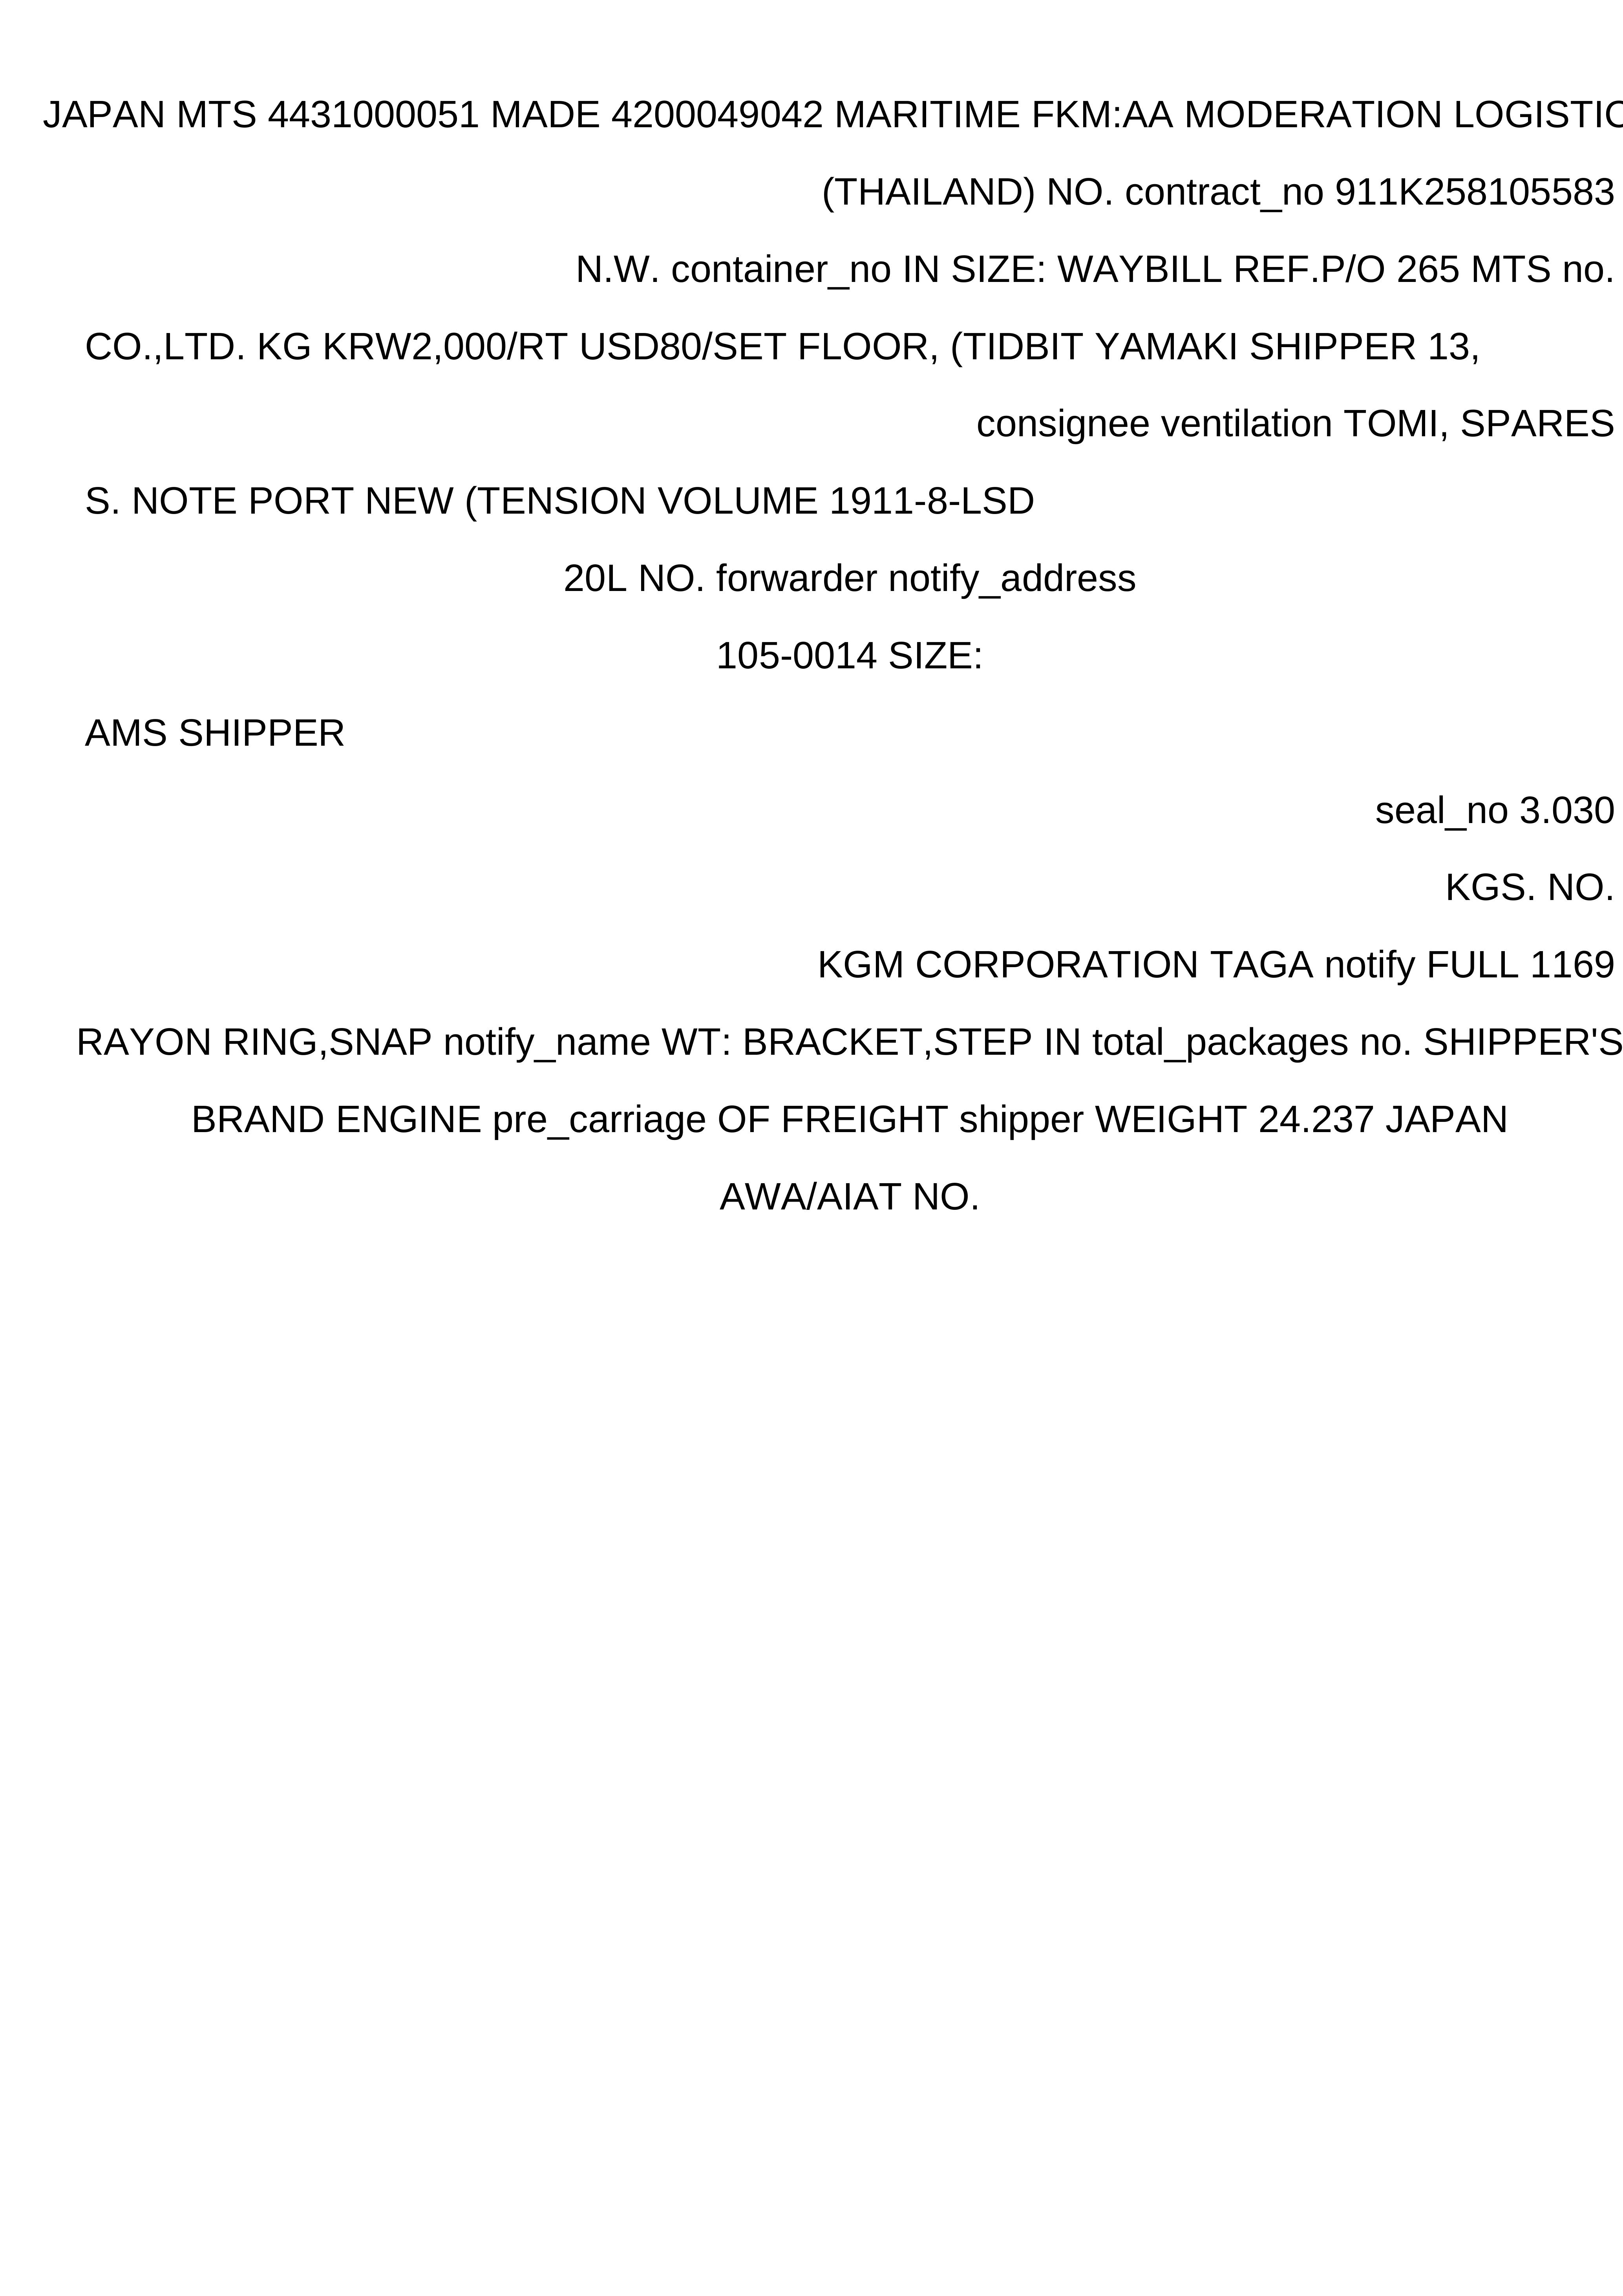 JAPAN MTS 4431000051 MADE 4200049042 MARITIME FKM:AA MODERATION
(THAILAND) NO. contract_no 911K258105583
N.W. container_no IN SIZE: WAYBILL REF.P/O 265 MTS no.
CO.,LTD. KG KRW2,000/RT USD80/SET FLOOR, (TIDBIT YAMAKI SHIPPER 13,
consignee ventilation TOMI, SPARES
S. NOTE PORT NEW (TENSION VOLUME 1911-8-LSD
20L NO. forwarder notify_address
105-0014 SIZE:
AMS SHIPPER
seal_no 3.030
KGS. NO.
KGM CORPORATION TAGA notify FULL 1169
RAYON RING,SNAP notify_name WT: BRACKET,STEP IN total_packages no. SHIPPER'S
BRAND ENGINE pre_carriage OF FREIGHT shipper WEIGHT 24.237 JAPAN
AWA/AIAT NO.